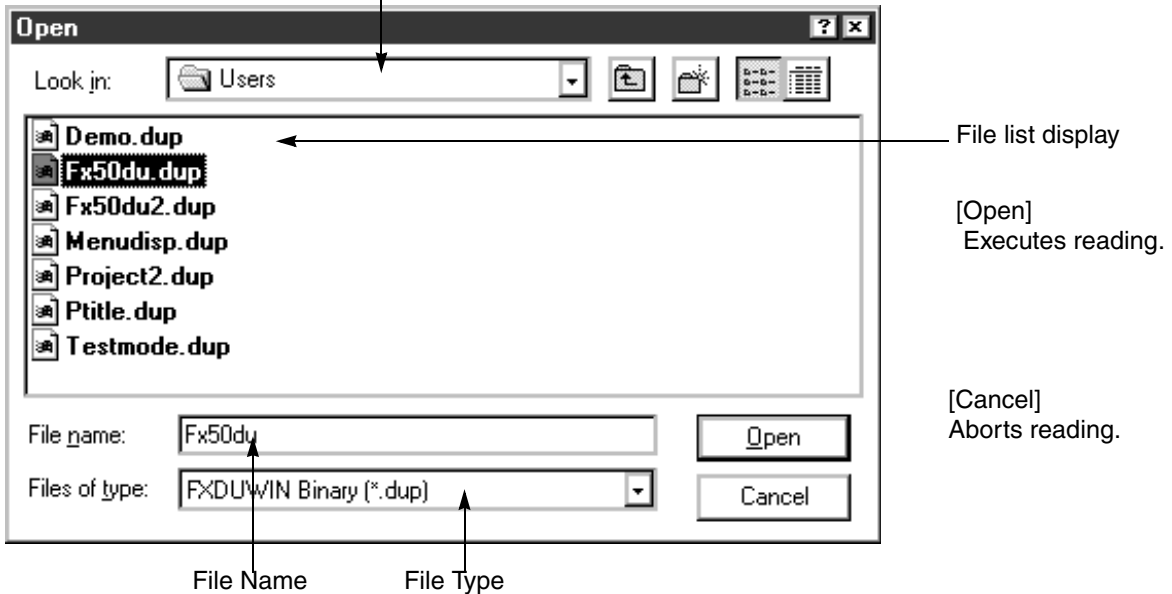 Open
Look in: Users
Demo.dup
File list display
Fx50du.dup
Fx50du2.dup
[Open]
Executes reading.
Menudisp.dup
Project2.dup
Ptitle.dup
Testmode.dup
[Cancel]
Aborts reading.
File name: Fx50du Open
Files of type: FXDUWIN Binary (*.dup) Cancel
File Name File Type